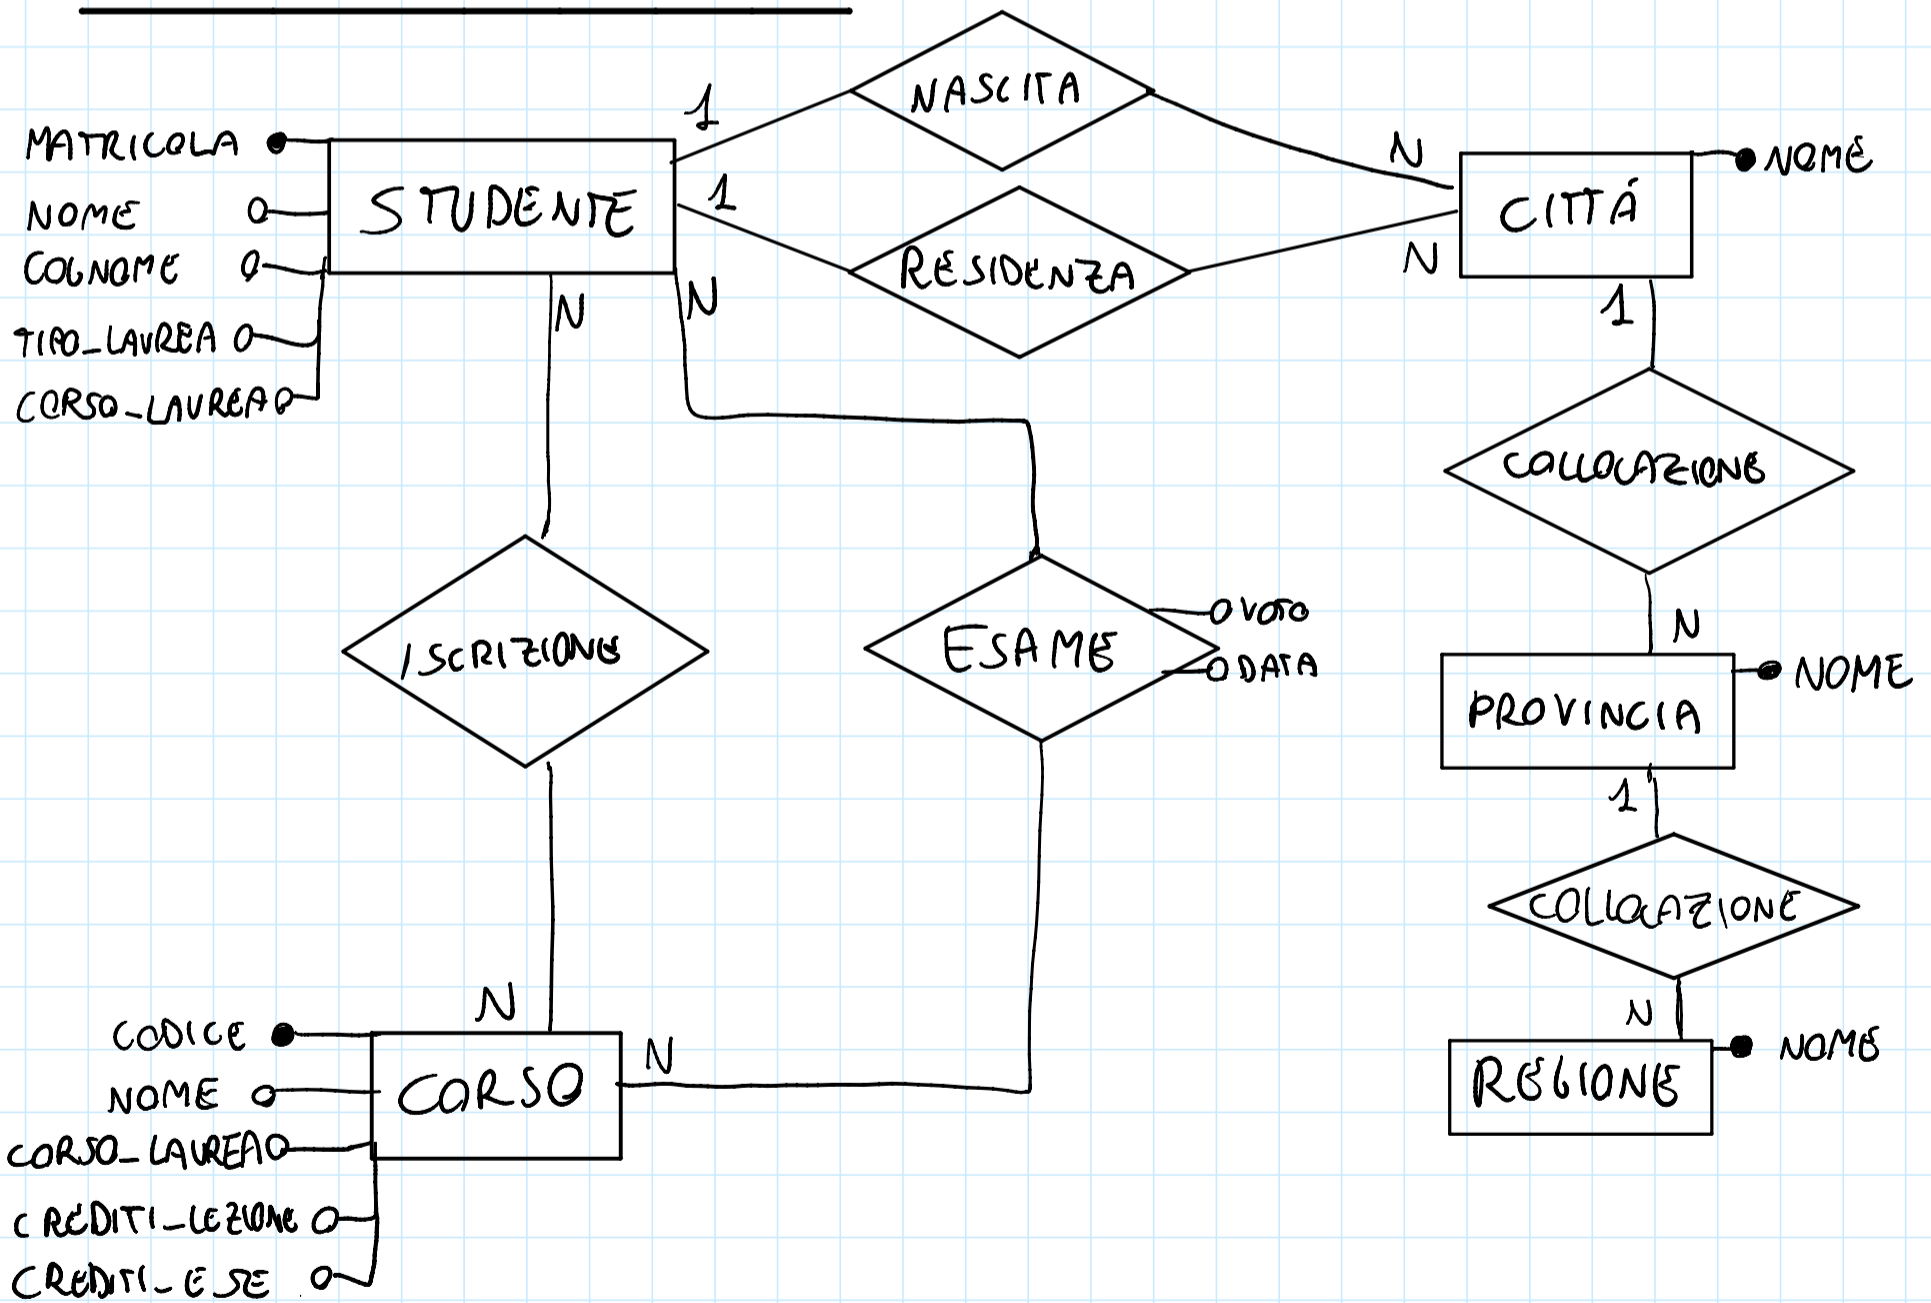 NASCITA
1
MATRICOLA
N
NOME
STUDENTE
1
CITTÁ
NOME
RESIDENZA
N
COGNOME
N
N
1
TIPO_LAUREA
CORSO_LAUREA
COLLOCAZIONE
VOTO
N
ISCRIZIONE
ESAME
DATA
NOME
PROVINCIA
1
COLLOCAZIONE
N
N
CODICE
N
NOME
NOME
CORSO
REGIONE
CORSO_LAUREA
CREDITI_LEZIONE
CREDITI_ESE